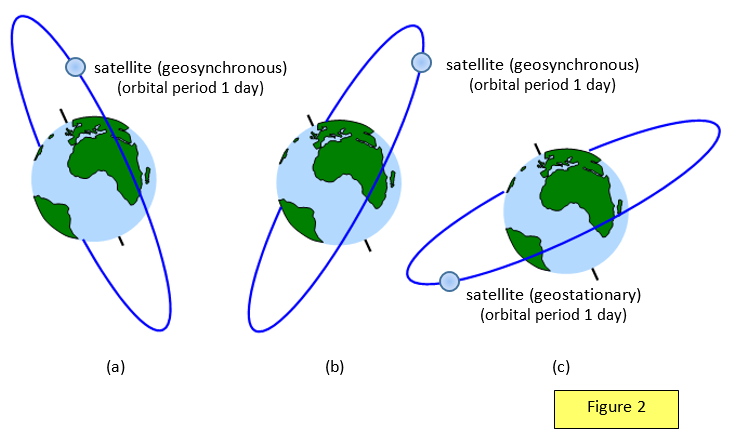 satellite (geosynchronous)
(orbital period 1 day)
satellite (geosynchronous)
(orbital period 1 day)
satellite (geostationary)
(orbital period 1 day)
(a)
(b)
(c)
Figure 2